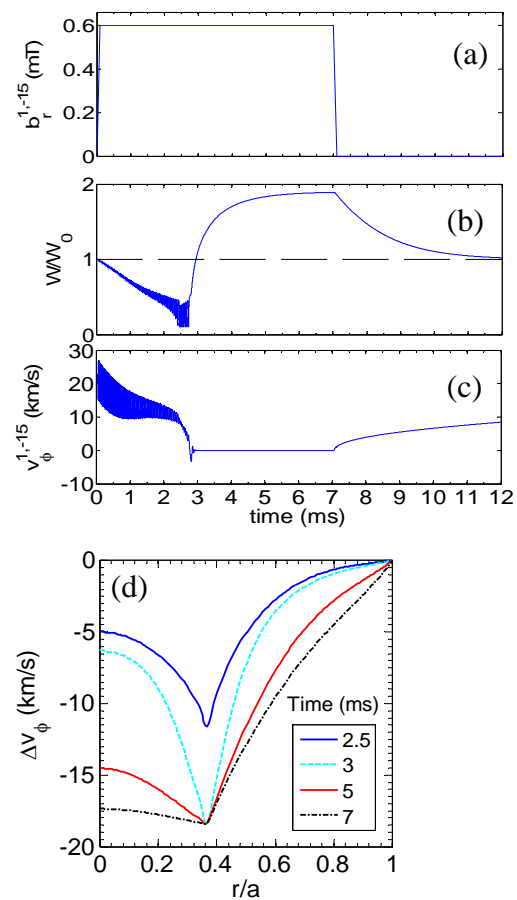 0.6
0.4
0.2
0
b_r^{1,-15} (mT)
(a)
2
1
0
W/W_0
(b)
30
20
10
0
-10
v_ϕ^{1,-15} (km/s)
(c)
0 1 2 3 4 5 6 7 8 9 10 11 12
time (ms)
(d)
0
-5
-10
-15
-20
Δv_ϕ (km/s)
Time (ms)
2.5
3
5
7
0 0.2 0.4 0.6 0.8 1
r/a